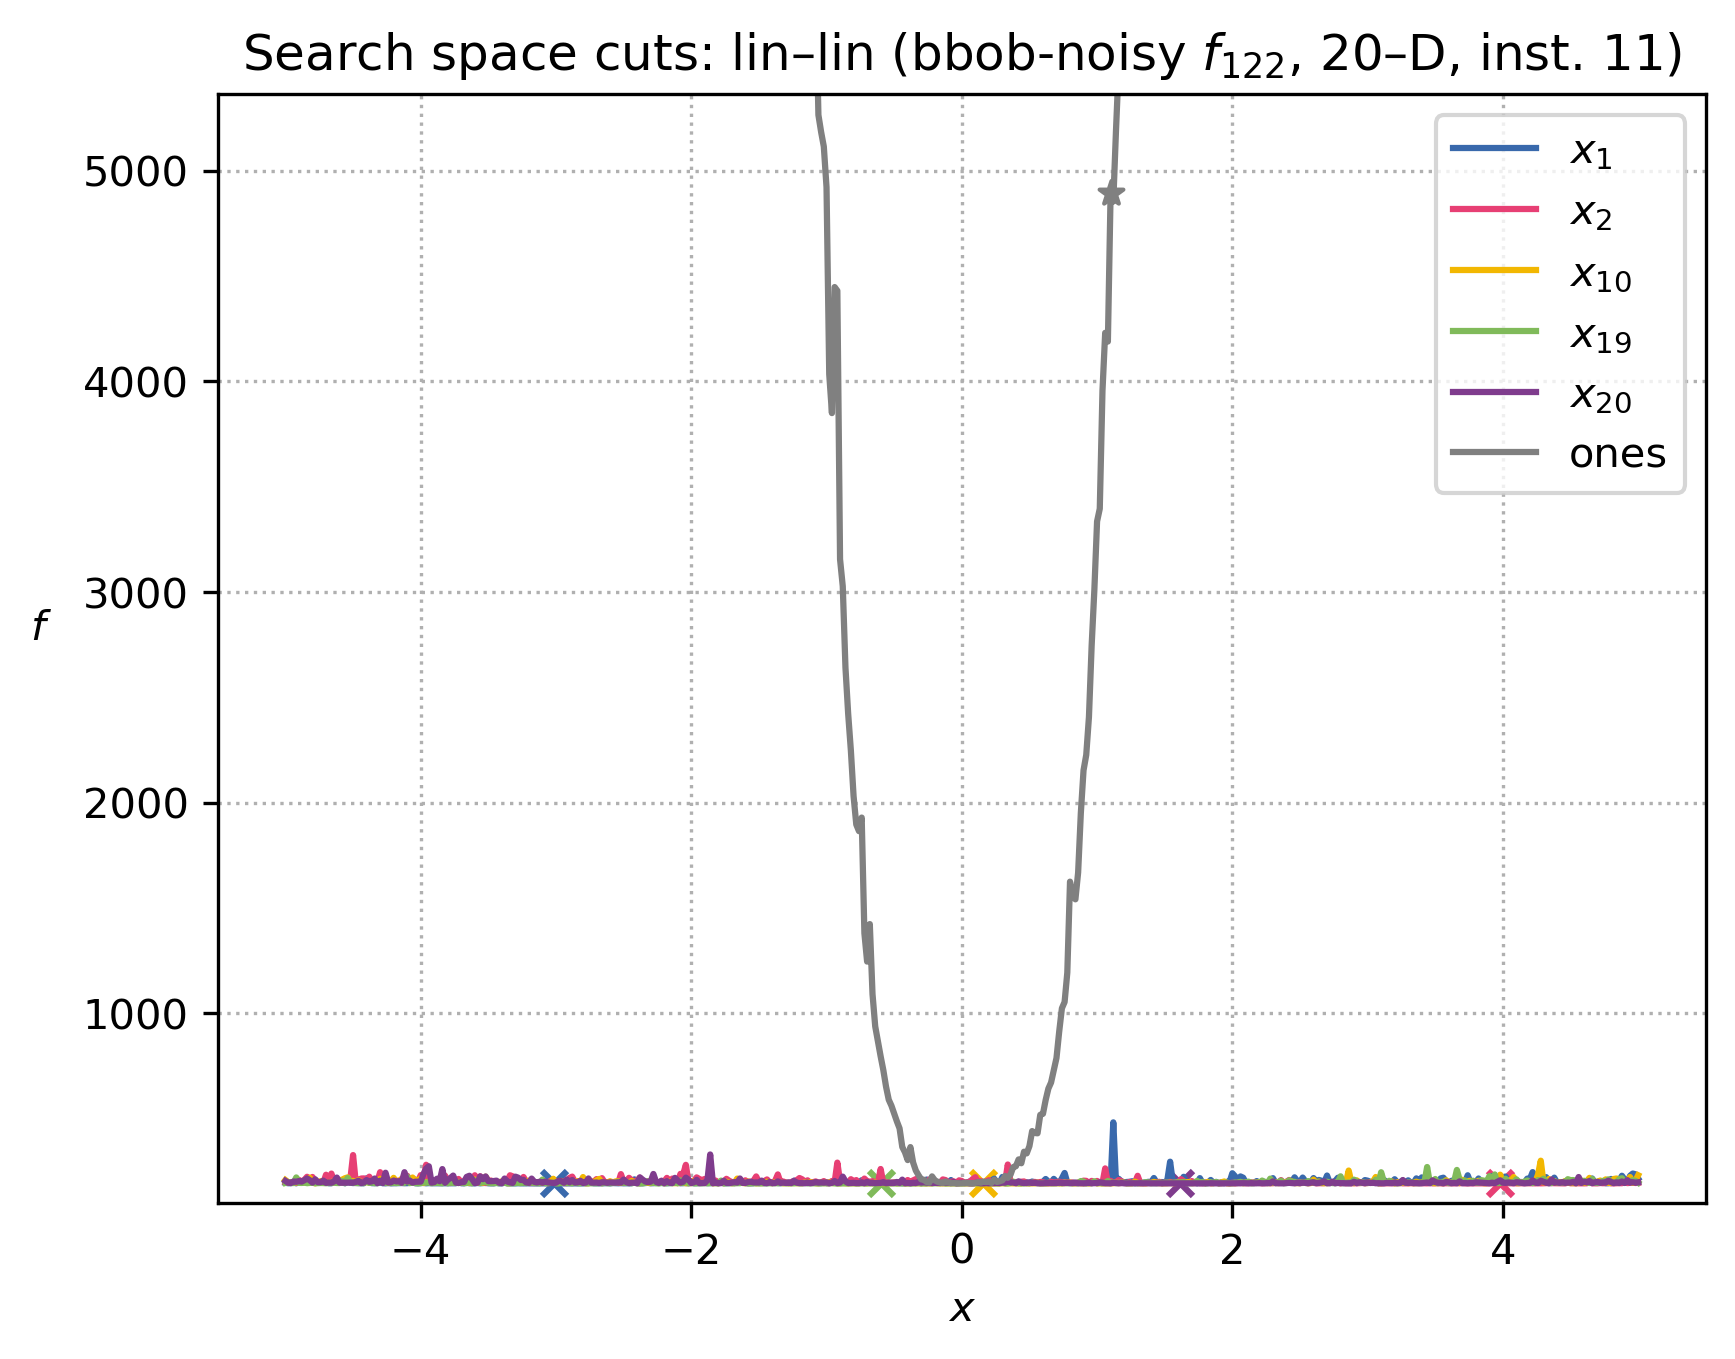 Search space cuts: lin–lin (bbob-noisy f₁₂₂, 20–D, inst. 11)
5000
4000
3000
2000
1000
f
x₁
x₂
x₁₀
x₁₉
x₂₀
ones
−4
−2
0
2
4
x